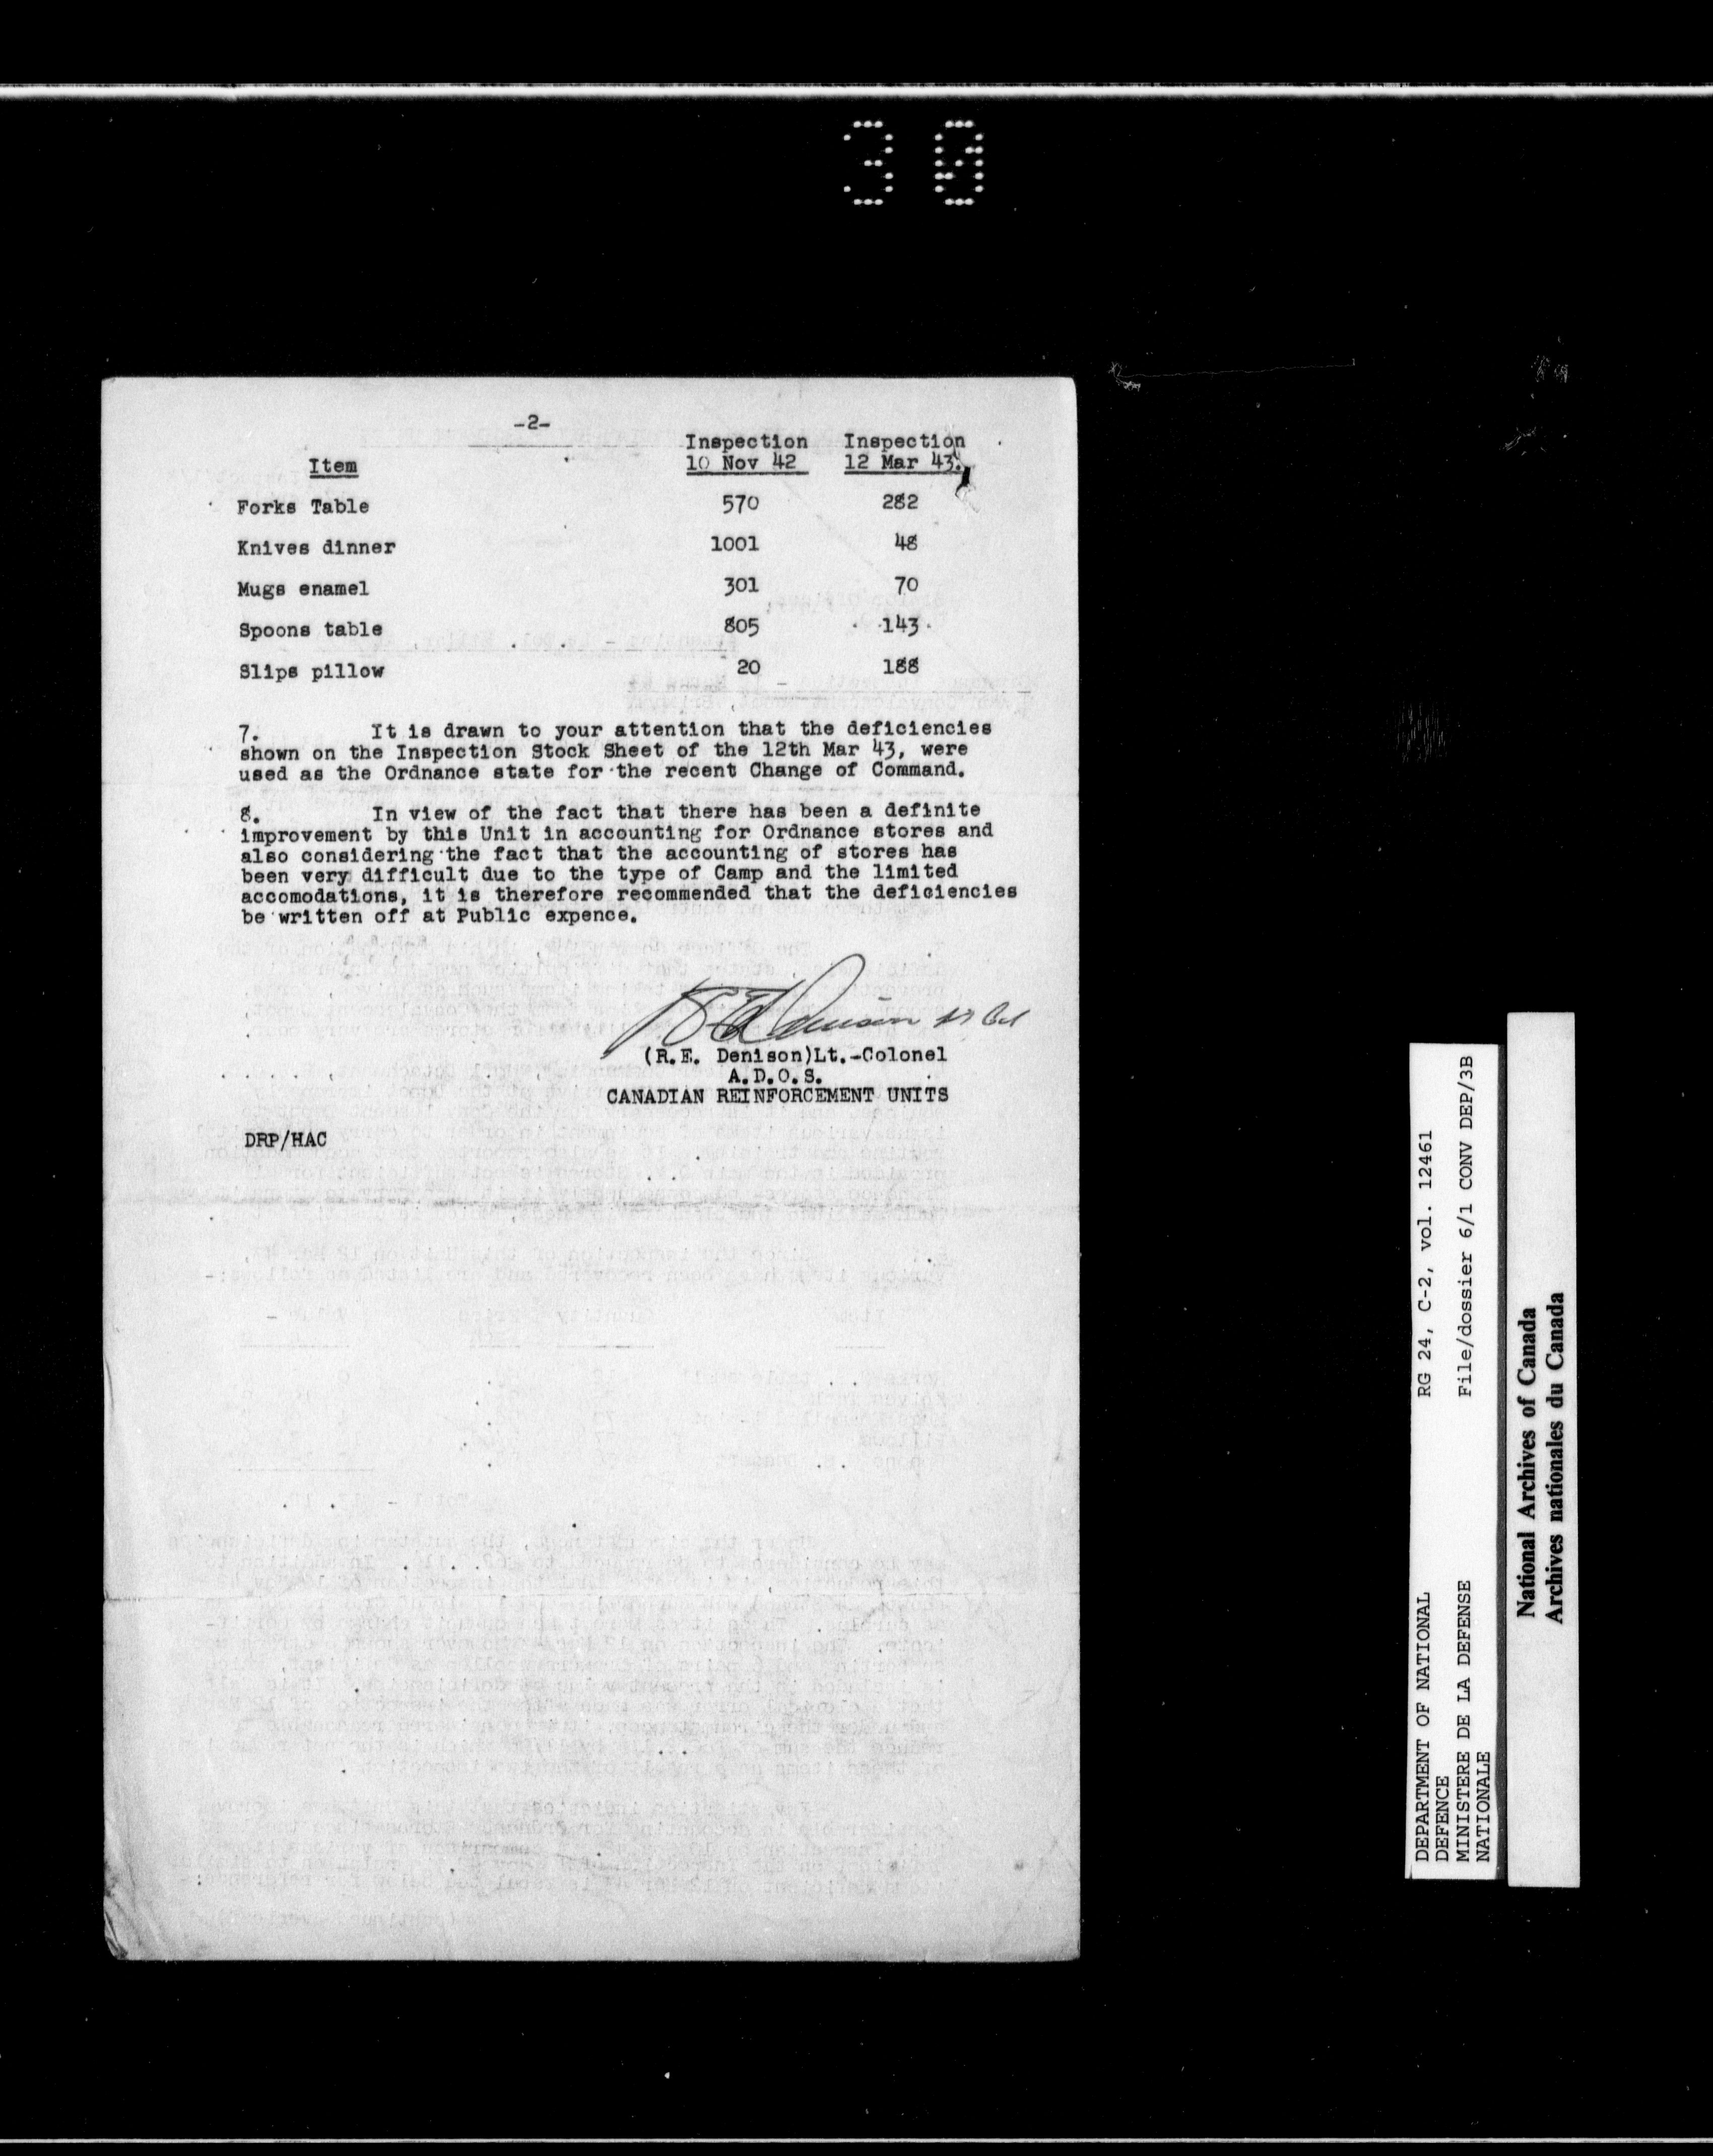 30
-2-
Inspection Inspection
Item 10 Nov 42 12 Mar 43.
Forks Table 570 282
Knives dinner 1001 48
Mugs enamel 301 70
Spoons table 805 143
Slips pillow 20 188
7. It is drawn to your attention that the deficiencies
shown on the Inspection Stock Sheet of the 12th Mar 43, were
used as the Ordnance state for the recent Change of Command.
8. In view of the fact that there has been a definite
improvement by this Unit in accounting for Ordnance stores and
also considering the fact that the accounting of stores has
been very difficult due to the type of Camp and the limited
accomodations, it is therefore recommended that the deficiencies
be written off at Public expence.
RE Denison Lt Col
(R.E. Denison)Lt.-Colonel
A.D.O.S.
CANADIAN REINFORCEMENT UNITS
DRP/HAC
DEPARTMENT OF NATIONAL RG 24, C-2, vol. 12461
DEFENCE
MINISTERE DE LA DEFENSE File/dossier 6/1 CONV DEP/3B
NATIONALE
National Archives of Canada
Archives nationales du Canada